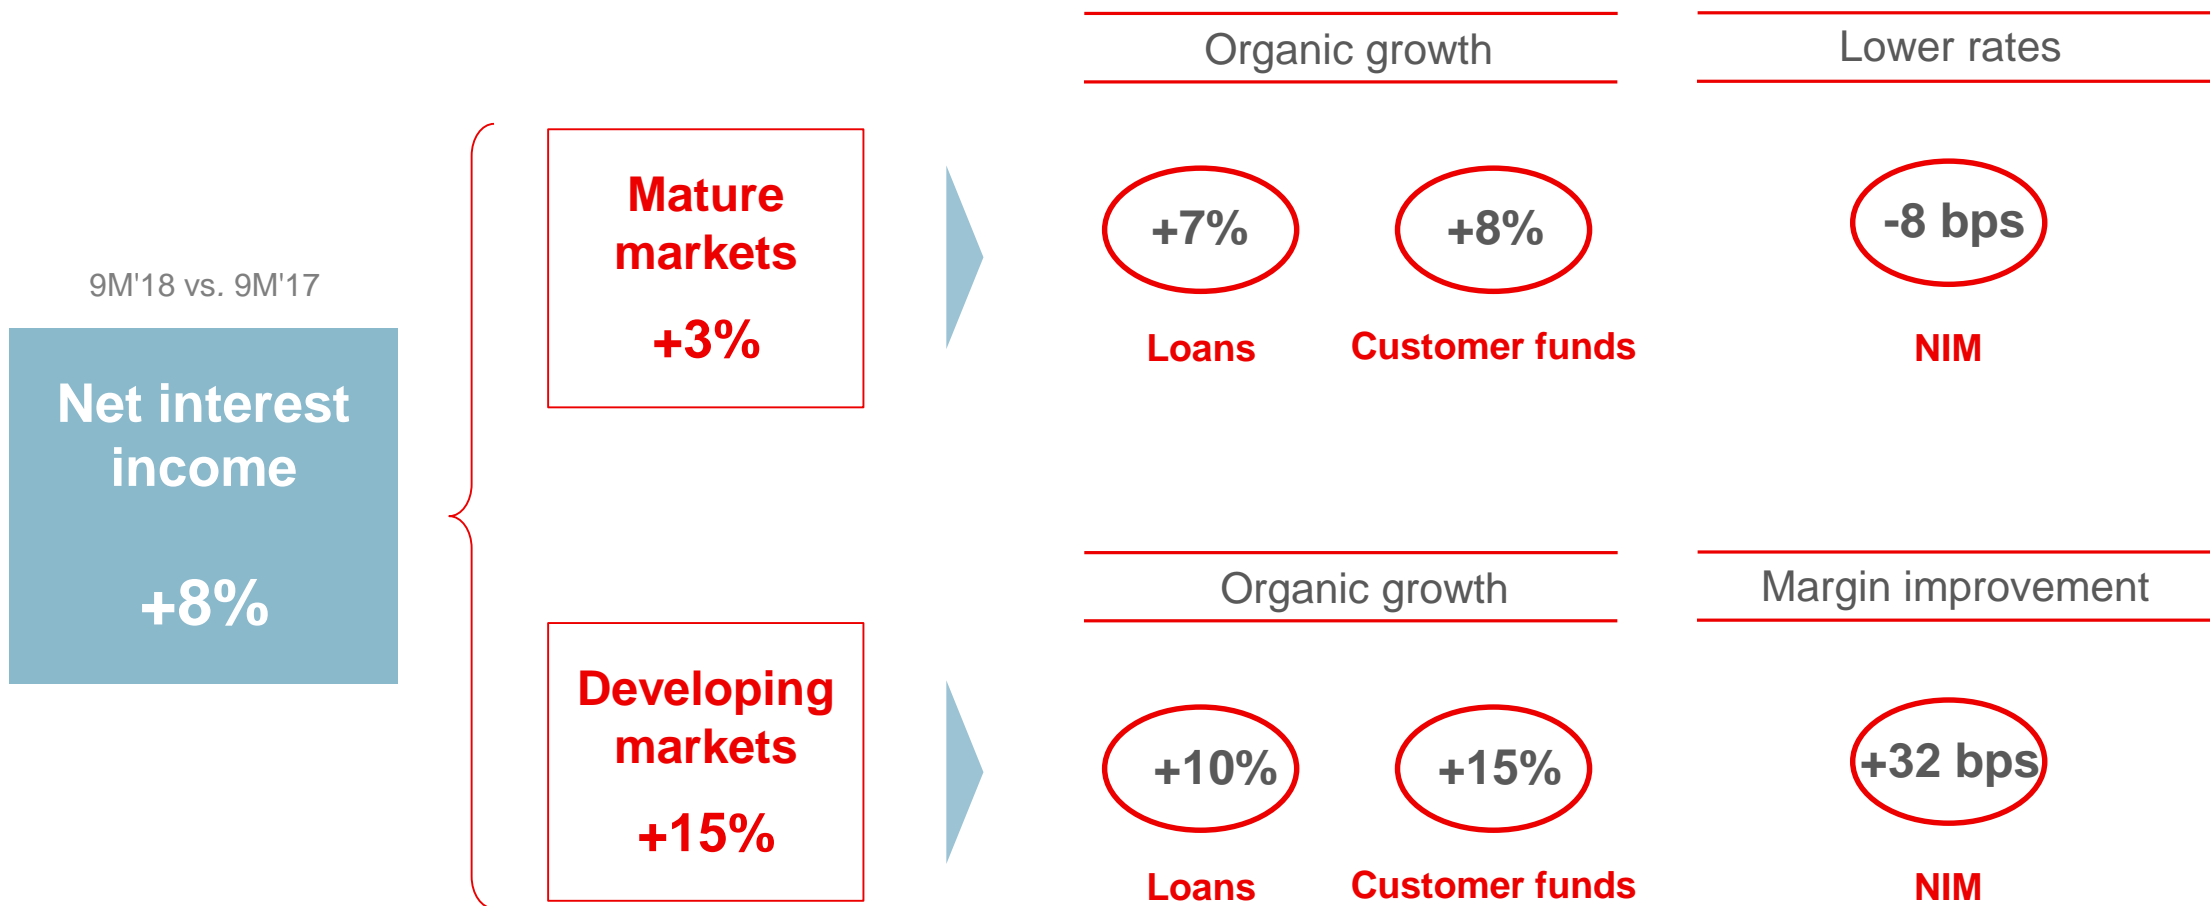 9M'18 vs. 9M'17
Net interest
income
+8%
Mature
markets
+3%
Organic growth
Lower rates
+7%
+8%
-8 bps
Loans
Customer funds
NIM
Developing
markets
+15%
Organic growth
Margin improvement
+10%
+15%
+32 bps
Loans
Customer funds
NIM